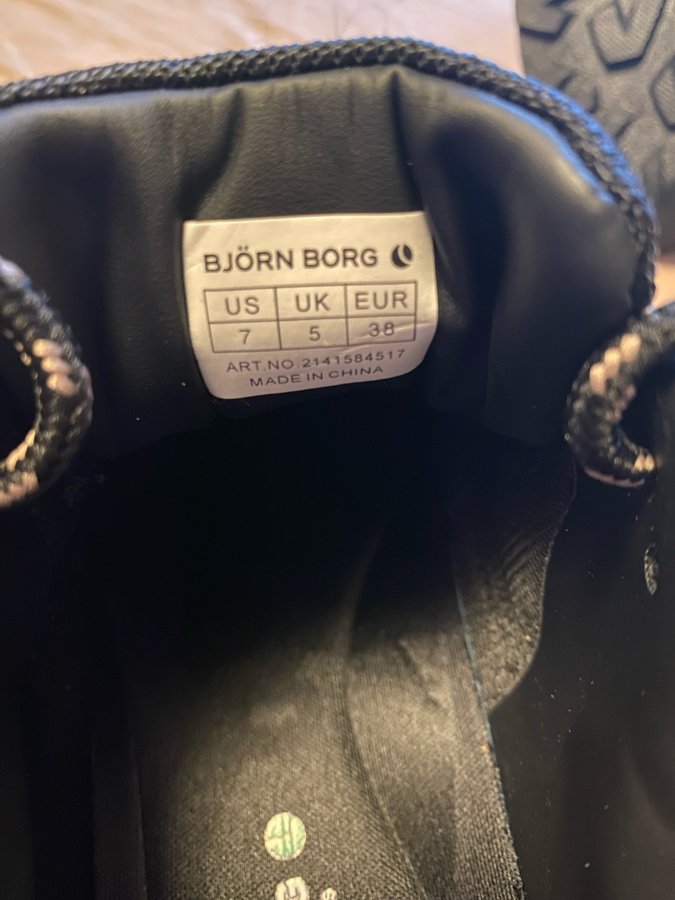 BJÖRN BORG
US UK EUR
7 5 38
ART.NO.2141584517
MADE IN CHINA